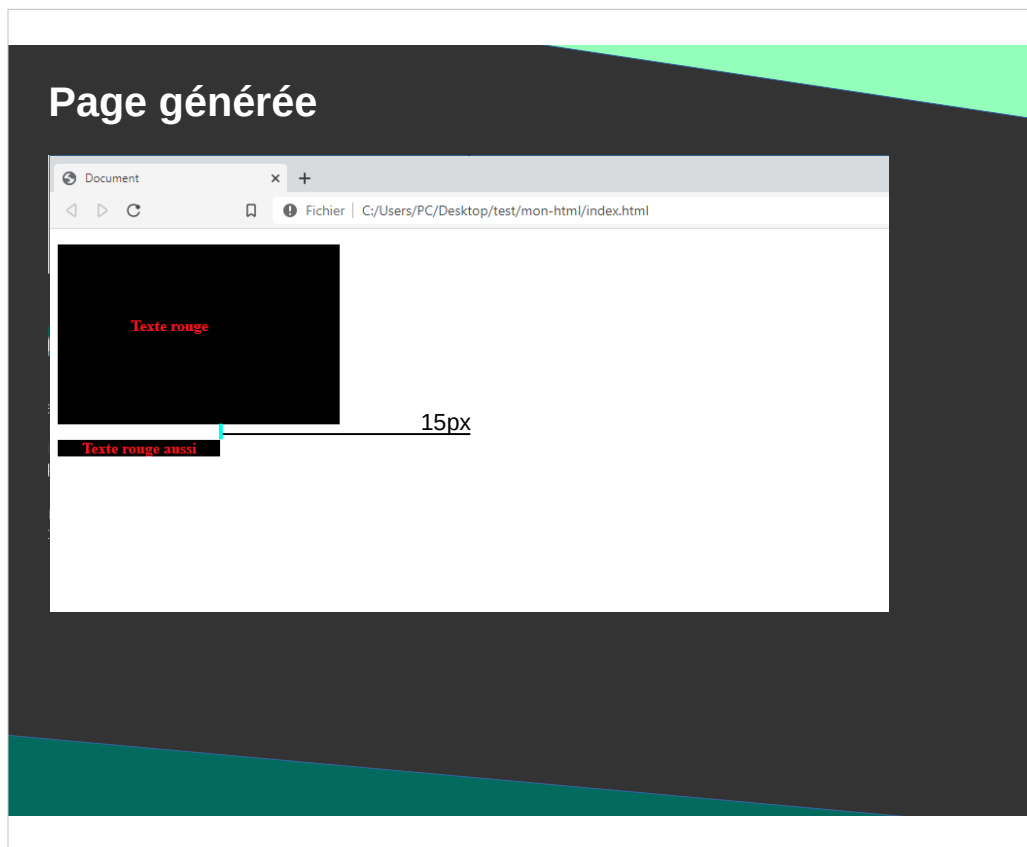 Page générée
Document
Fichier C:/Users/PC/Desktop/test/mon-html/index.html
Texte rouge
15px
Texte rouge aussi